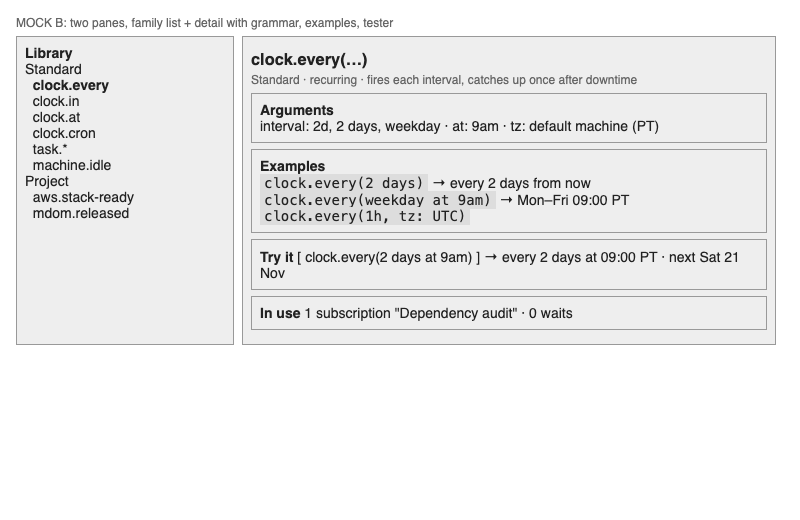 MOCK B: two panes, family list + detail with grammar, examples, tester
Library
Standard
clock.every
clock.in
clock.at
clock.cron
task.*
machine.idle
Project
aws.stack-ready
mdom.released
clock.every(…)
Standard · recurring · fires each interval, catches up once after downtime
Arguments
interval: 2d, 2 days, weekday · at: 9am · tz: default machine (PT)
Examples
clock.every(2 days) → every 2 days from now
clock.every(weekday at 9am) → Mon–Fri 09:00 PT
clock.every(1h, tz: UTC)
Try it [ clock.every(2 days at 9am) ] → every 2 days at 09:00 PT · next Sat 21
Nov
In use 1 subscription "Dependency audit" · 0 waits